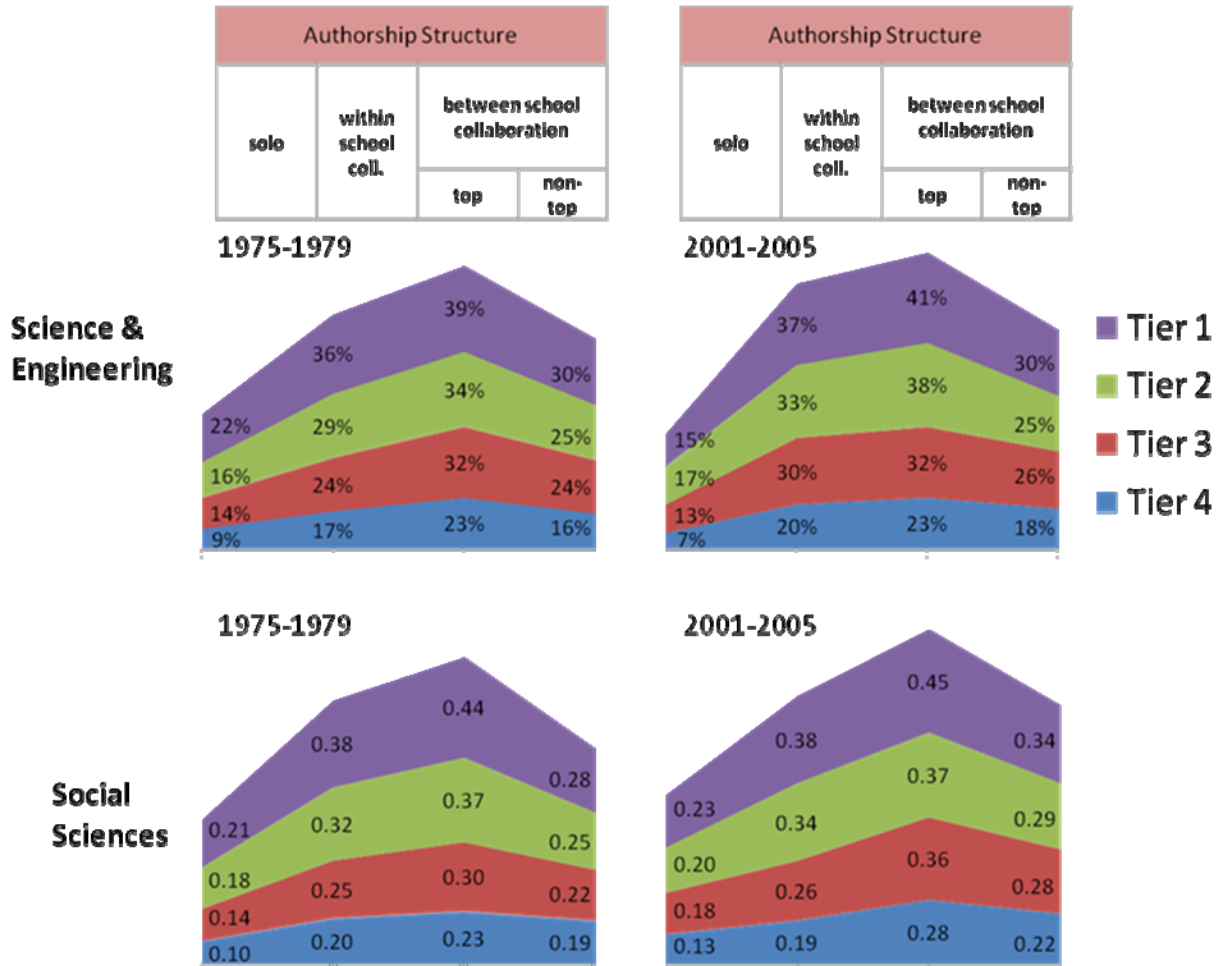 Authorship Structure
solo
within
school
coll.
between school
collaboration
top
non-
top
Authorship Structure
solo
within
school
coll.
between school
collaboration
top
non-
top
Science &
Engineering
1975-1979
39%
36%
34%
30%
22%
29%
32%
25%
16%
24%
24%
14%
17%
23%
16%
9%
2001-2005
41%
37%
38%
30%
15%
33%
32%
25%
17%
30%
26%
13%
20%
23%
18%
7%
Tier 1
Tier 2
Tier 3
Tier 4
Social
Sciences
1975-1979
0.44
0.38
0.28
0.21
0.37
0.32
0.25
0.18
0.30
0.25
0.22
0.14
0.23
0.20
0.19
0.10
2001-2005
0.45
0.38
0.34
0.23
0.37
0.34
0.29
0.20
0.36
0.26
0.28
0.18
0.28
0.19
0.22
0.13